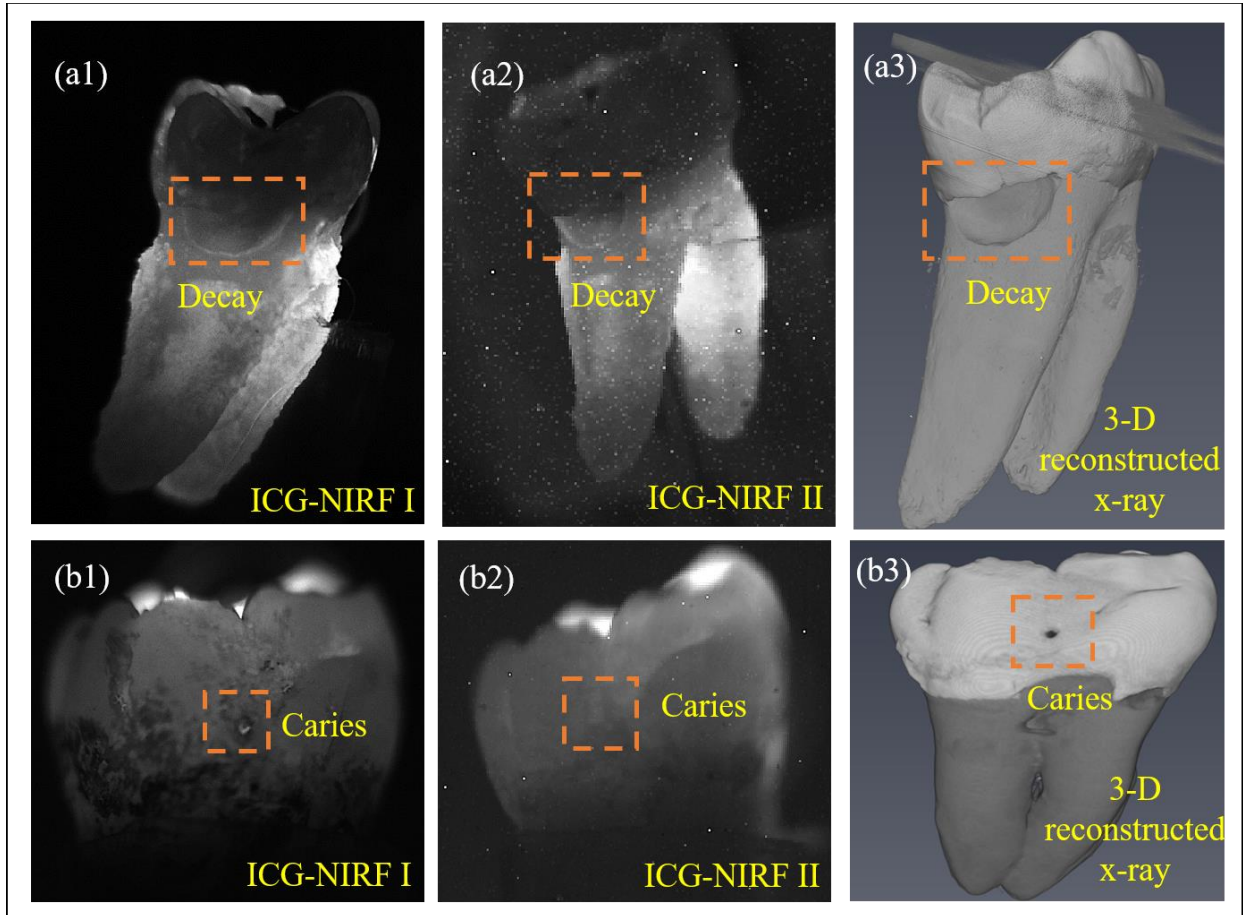 (a1)
Decay
ICG-NIRF I
(a2)
Decay
ICG-NIRF II
(a3)
Decay
3-D
reconstructed
x-ray
(b1)
Caries
ICG-NIRF I
(b2)
Caries
ICG-NIRF II
(b3)
Caries
3-D
reconstructed
x-ray